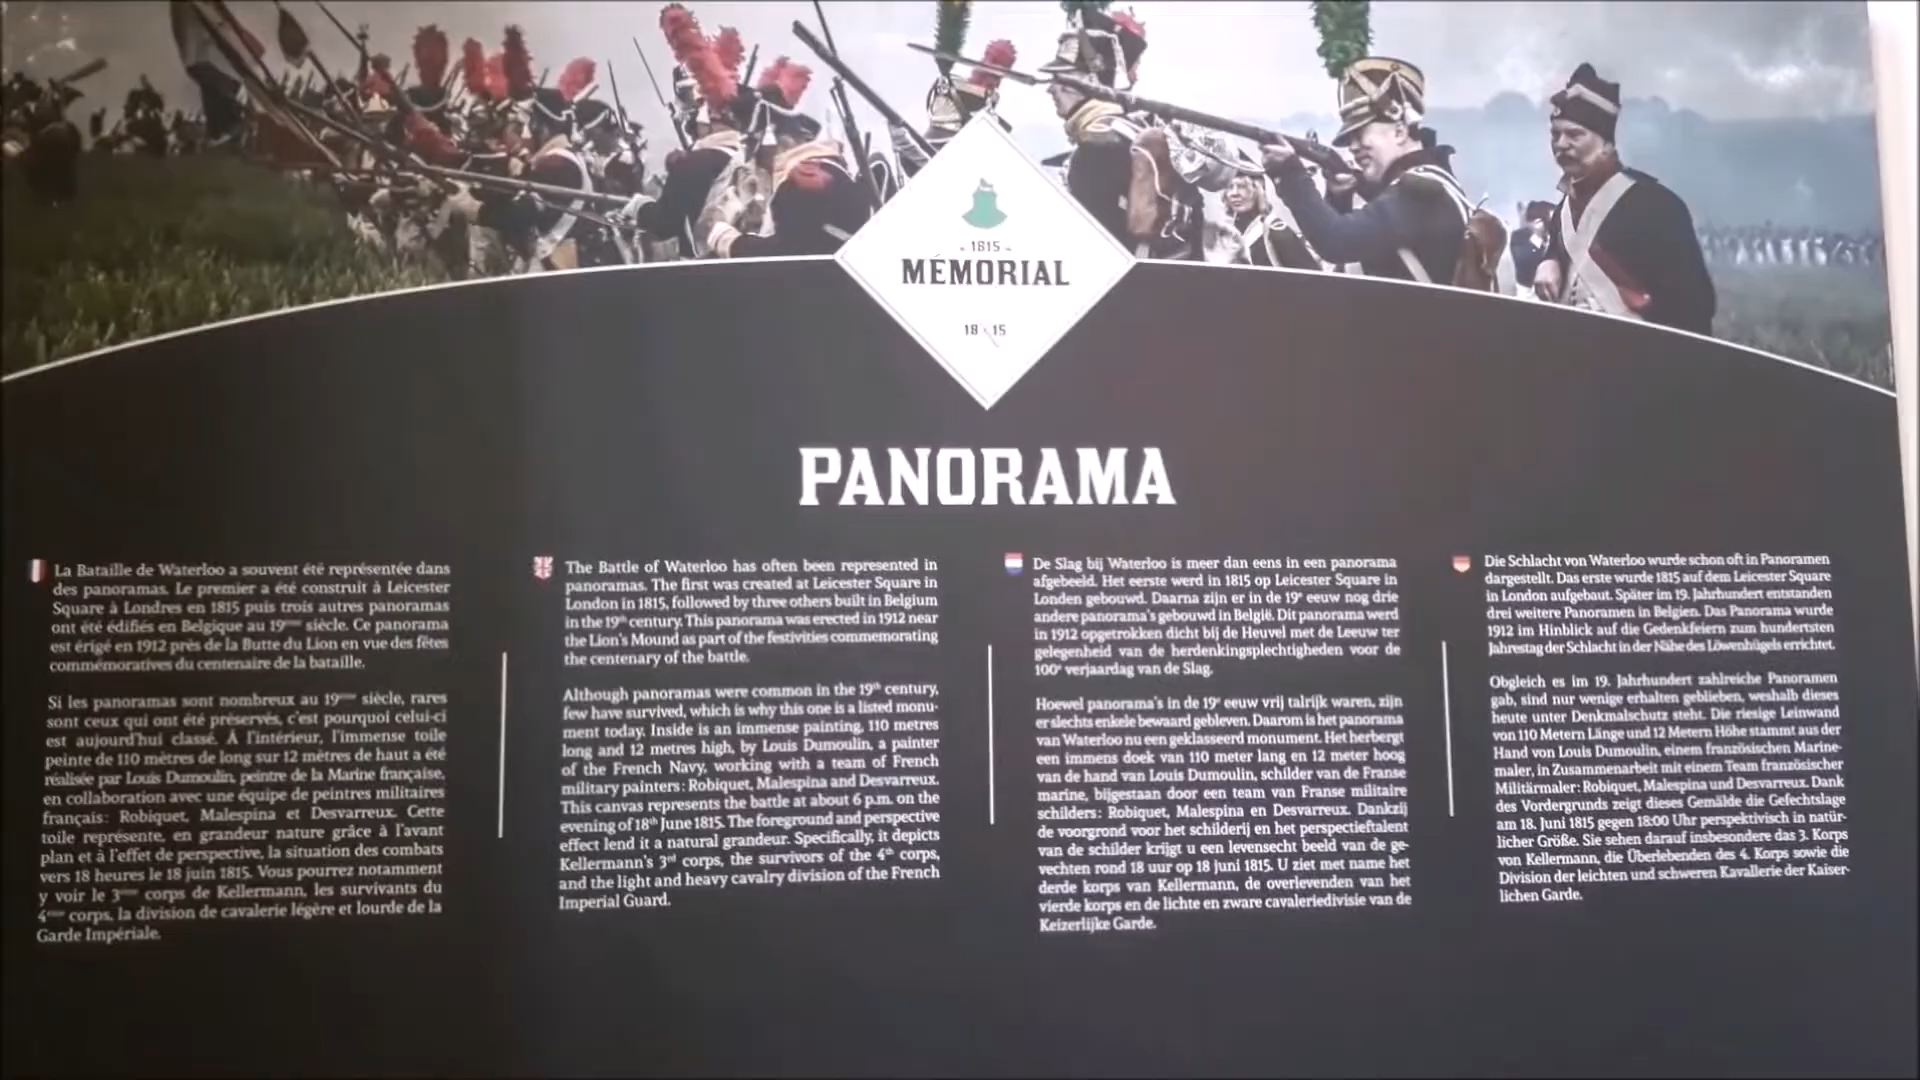 - 1815 -
MÉMORIAL
18 15
PANORAMA
La Bataille de Waterloo a souvent été représentée dans
des panoramas. Le premier a été construit à Leicester
Square à Londres en 1815 puis trois autres panoramas
ont été édifiés en Belgique au 19ème siècle. Ce panorama
est érigé en 1912 près de la Butte du Lion en vue des fêtes
commémoratives du centenaire de la bataille.
Si les panoramas sont nombreux au 19ème siècle, rares
sont ceux qui ont été préservés, c'est pourquoi celui-ci
est aujourd'hui classé. À l'intérieur, l'immense toile
peinte de 110 mètres de long sur 12 mètres de haut a été
réalisée par Louis Dumoulin, peintre de la Marine française,
en collaboration avec une équipe de peintres militaires
français: Robiquet, Malespina et Desvarreux. Cette
toile représente, en grandeur nature grâce à l'avant
plan et à l'effet de perspective, la situation des combats
vers 18 heures le 18 juin 1815. Vous pourrez notamment
y voir le 3ème corps de Kellermann, les survivants du
4ème corps, la division de cavalerie légère et lourde de la
Garde Impériale.
The Battle of Waterloo has often been represented in
panoramas. The first was created at Leicester Square in
London in 1815, followed by three others built in Belgium
in the 19th century. This panorama was erected in 1912 near
the Lion's Mound as part of the festivities commemorating
the centenary of the battle.
Although panoramas were common in the 19th century,
few have survived, which is why this one is a listed monu-
ment today. Inside is an immense painting, 110 metres
long and 12 metres high, by Louis Dumoulin, a painter
of the French Navy, working with a team of French
military painters: Robiquet, Malespina and Desvarreux.
This canvas represents the battle at about 6 p.m. on the
evening of 18th June 1815. The foreground and perspective
effect lend it a natural grandeur. Specifically, it depicts
Kellermann's 3rd corps, the survivors of the 4th corps,
and the light and heavy cavalry division of the French
Imperial Guard.
De Slag bij Waterloo is meer dan eens in een panorama
afgebeeld. Het eerste werd in 1815 op Leicester Square in
Londen gebouwd. Daarna zijn er in de 19e eeuw nog drie
andere panorama's gebouwd in België. Dit panorama werd
in 1912 opgetrokken dicht bij de Heuvel met de Leeuw ter
gelegenheid van de herdenkingsplechtigheden voor de
100e verjaardag van de Slag.
Hoewel panorama's in de 19e eeuw vrij talrijk waren, zijn
er slechts enkele bewaard gebleven. Daarom is het panorama
van Waterloo nu een geklasseerd monument. Het herbergt
een immens doek van 110 meter lang en 12 meter hoog
van de hand van Louis Dumoulin, schilder van de Franse
marine, bijgestaan door een team van Franse militaire
schilders: Robiquet, Malespina en Desvarreux. Dankzij
de voorgrond voor het schilderij en het perspectieftalent
van de schilder krijgt u een levensecht beeld van de ge-
vechten rond 18 uur op 18 juni 1815. U ziet met name het
derde korps van Kellermann, de overlevenden van het
vierde korps en de lichte en zware cavaleriedivisie van de
Keizerlijke Garde.
Die Schlacht von Waterloo wurde schon oft in Panoramen
dargestellt. Das erste wurde 1815 auf dem Leicester Square
in London aufgebaut. Später im 19. Jahrhundert entstanden
drei weitere Panoramen in Belgien. Das Panorama wurde
1912 im Hinblick auf die Gedenkfeiern zum hundertsten
Jahrestag der Schlacht in der Nähe des Löwenhügels errichtet.
Obgleich es im 19. Jahrhundert zahlreiche Panoramen
gab, sind nur wenige erhalten geblieben, weshalb dieses
heute unter Denkmalschutz steht. Die riesige Leinwand
von 110 Metern Länge und 12 Metern Höhe stammt aus der
Hand von Louis Dumoulin, einem französischen Marine-
maler, in Zusammenarbeit mit einem Team französischer
Militärmaler: Robiquet, Malespina und Desvarreux. Dank
des Vordergrunds zeigt dieses Gemälde die Gefechtslage
am 18. Juni 1815 gegen 18:00 Uhr perspektivisch in natür-
licher Größe. Sie sehen darauf insbesondere das 3. Korps
von Kellermann, die Überlebenden des 4. Korps sowie die
Division der leichten und schweren Kavallerie der Kaiser-
lichen Garde.